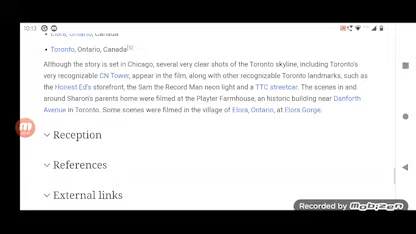 10:13
Elora, Ontario, Canada
• Toronto, Ontario, Canada[5]
Although the story is set in Chicago, several very clear shots of the Toronto skyline, including Toronto's
very recognizable CN Tower, appear in the film, along with other recognizable Toronto landmarks, such as
the Honest Ed's storefront, the Sam the Record Man neon light and a TTC streetcar. The scenes in and
around Sharon's parents home were filmed at the Playter Farmhouse, an historic building near Danforth
Avenue in Toronto. Some scenes were filmed in the village of Elora, Ontario, at Elora Gorge.
Reception
References
External links
Recorded by Mobizen